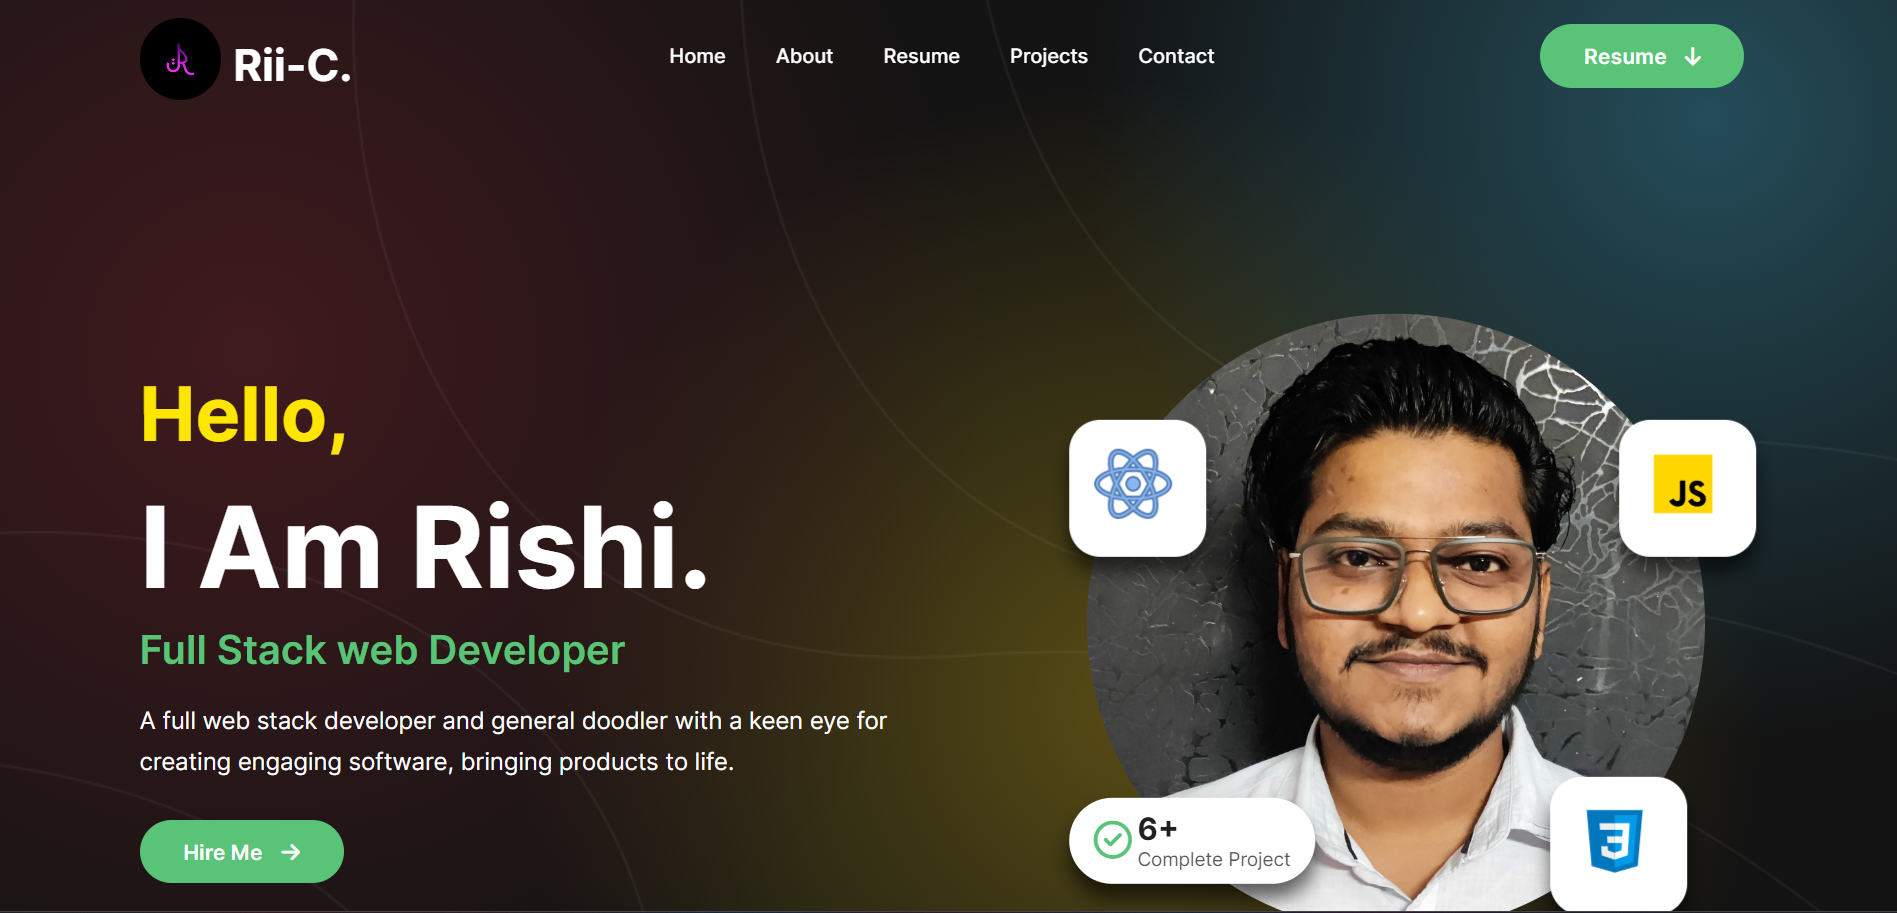 Rii-C.
Home
About
Resume
Projects
Contact
Resume
Hello,
I Am Rishi.
Full Stack web Developer
A full web stack developer and general doodler with a keen eye for
creating engaging software, bringing products to life.
Hire Me
JS
6+
Complete Project
3